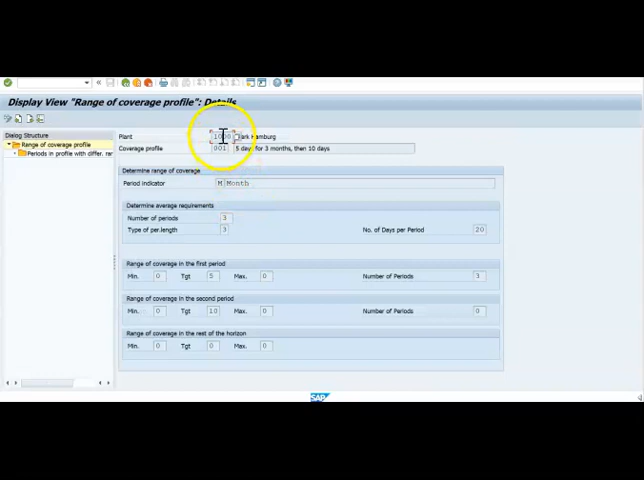 Display View "Range of coverage profile": Details
Dialog Structure
Range of coverage profile
Periods in profile with differ. ran
Plant 1000 Hamburg
Coverage profile 001 5 days for 3 months, then 10 days
Determine range of coverage
Period indicator M Month
Determine average requirements
Number of periods 3
Type of per.length 3 No. of Days per Period 20
Range of coverage in the first period
Min. 0 Tgt 5 Max. 0 Number of Periods 3
Range of coverage in the second period
Min. 0 Tgt 10 Max. 0 Number of Periods 0
Range of coverage in the rest of the horizon
Min. 0 Tgt 0 Max. 0
SAP